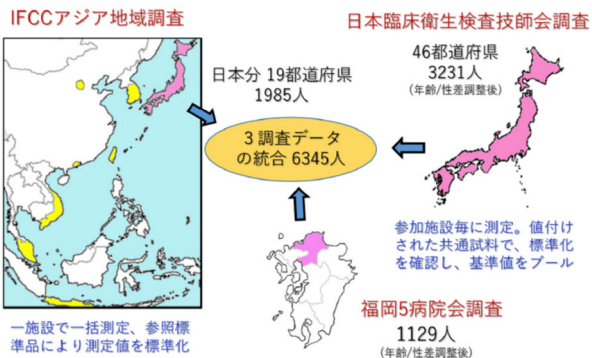 IFCCアジア地域調査
日本臨床衛生検査技師会調査
日本分 19都道府県
1985人
46都道府県
3231人
(年齢/性差調整後)
3 調査データ
の統合 6345人
参加施設毎に測定。値付け
された共通試料で、標準化
を確認し、基準値をプール
福岡5病院会調査
1129人
(年齢/性差調整後)
一施設で一括測定、参照標
準品により測定値を標準化